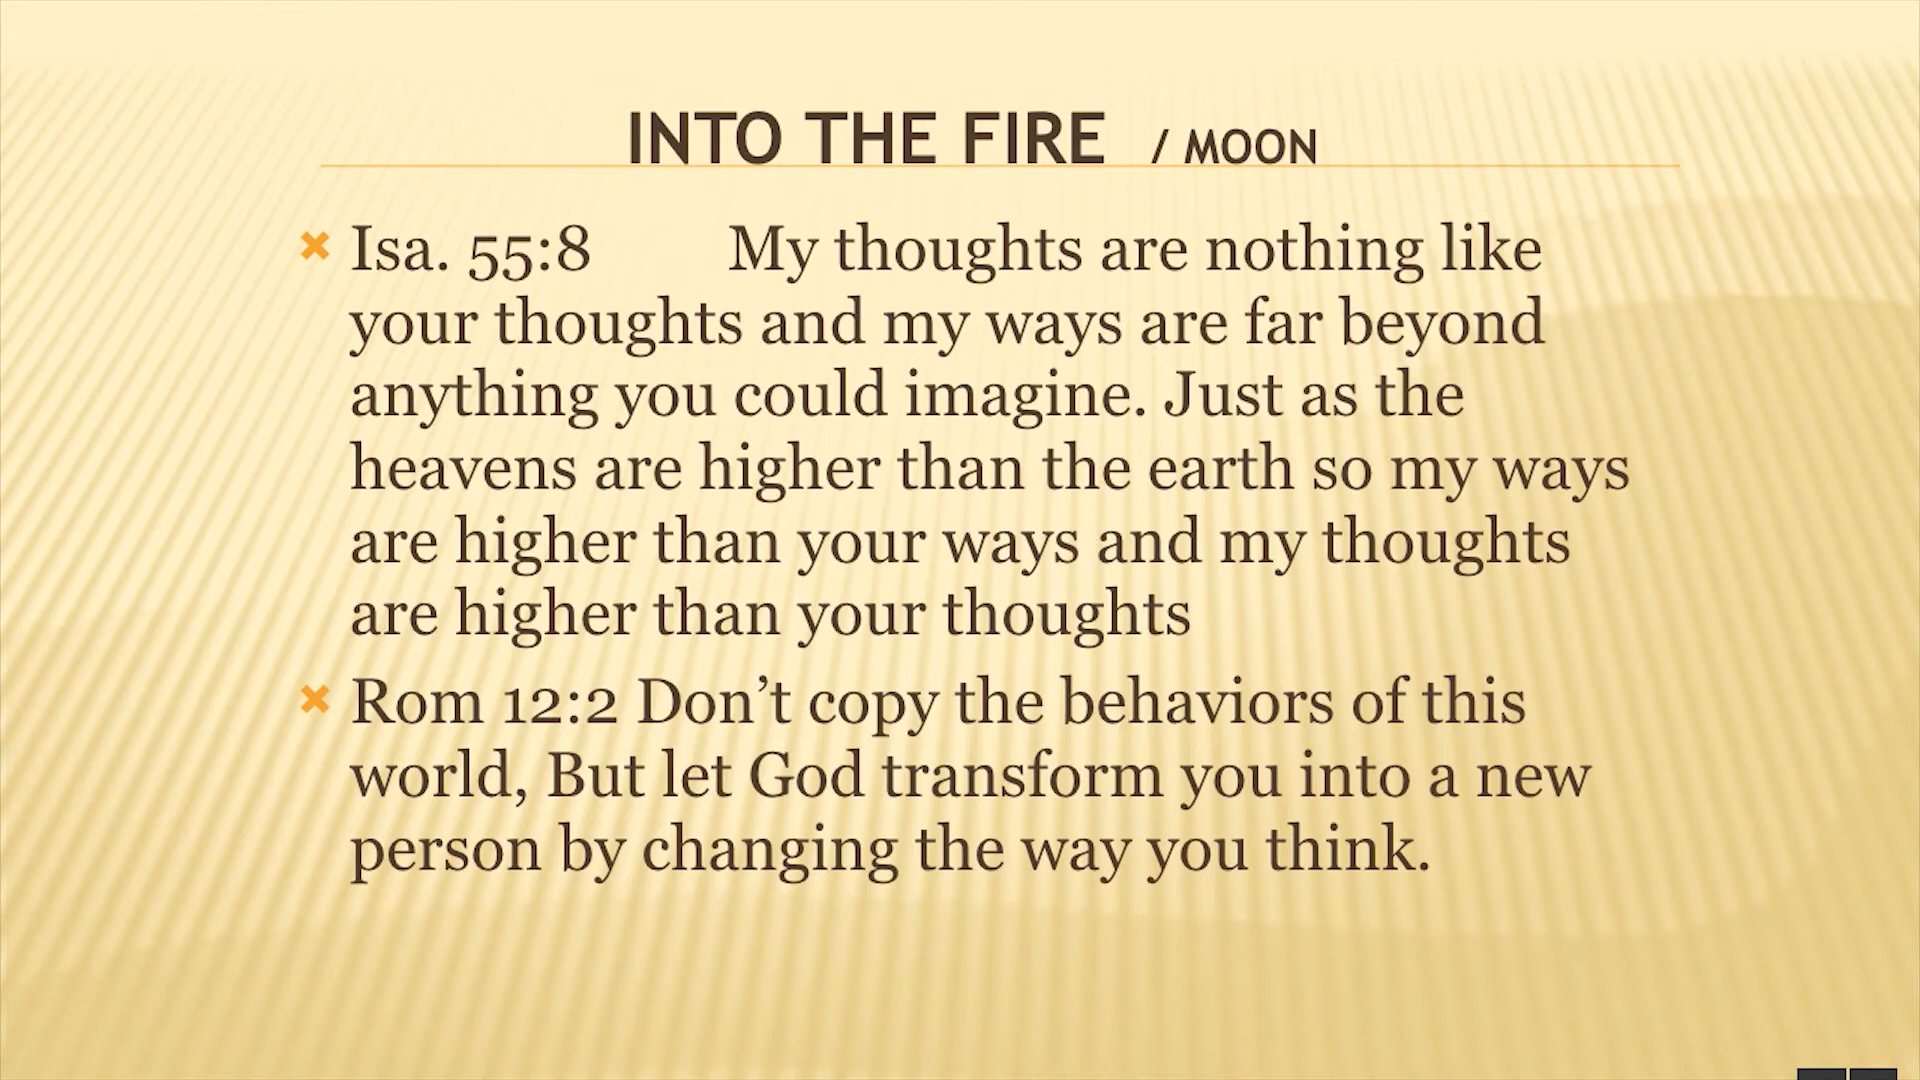 INTO THE FIRE / MOON
Isa. 55:8 My thoughts are nothing like
your thoughts and my ways are far beyond
anything you could imagine. Just as the
heavens are higher than the earth so my ways
are higher than your ways and my thoughts
are higher than your thoughts
Rom 12:2 Don’t copy the behaviors of this
world, But let God transform you into a new
person by changing the way you think.